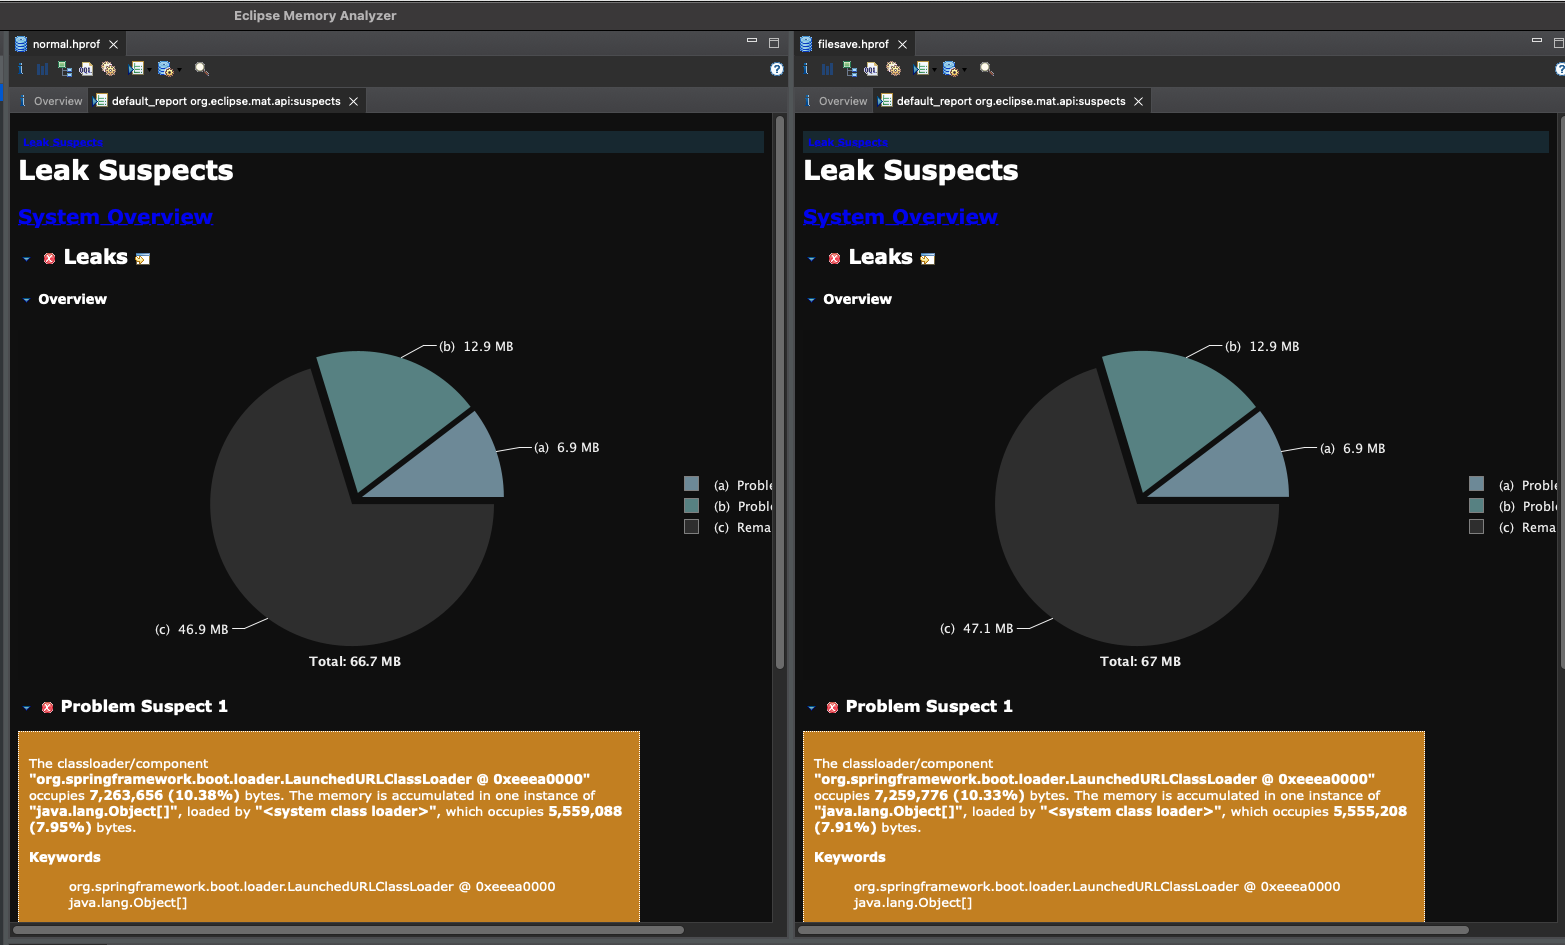 Eclipse Memory Analyzer
normal.hprof
Overview
default_report org.eclipse.mat.api:suspects
Leak Suspects
Leak Suspects
System Overview
Leaks
Overview
(b) 12.9 MB
(a) 6.9 MB
(a) Proble
(b) Proble
(c) Rema
(c) 46.9 MB
Total: 66.7 MB
Problem Suspect 1
The classloader/component
"org.springframework.boot.loader.LaunchedURLClassLoader @ 0xeeea0000"
occupies 7,263,656 (10.38%) bytes. The memory is accumulated in one instance of
"java.lang.Object[]", loaded by "<system class loader>", which occupies 5,559,088
(7.95%) bytes.
Keywords
org.springframework.boot.loader.LaunchedURLClassLoader @ 0xeeea0000
java.lang.Object[]
filesave.hprof
Overview
default_report org.eclipse.mat.api:suspects
Leak Suspects
Leak Suspects
System Overview
Leaks
Overview
(b) 12.9 MB
(a) 6.9 MB
(a) Proble
(b) Proble
(c) Rema
(c) 47.1 MB
Total: 67 MB
Problem Suspect 1
The classloader/component
"org.springframework.boot.loader.LaunchedURLClassLoader @ 0xeeea0000"
occupies 7,259,776 (10.33%) bytes. The memory is accumulated in one instance of
"java.lang.Object[]", loaded by "<system class loader>", which occupies 5,555,208
(7.91%) bytes.
Keywords
org.springframework.boot.loader.LaunchedURLClassLoader @ 0xeeea0000
java.lang.Object[]